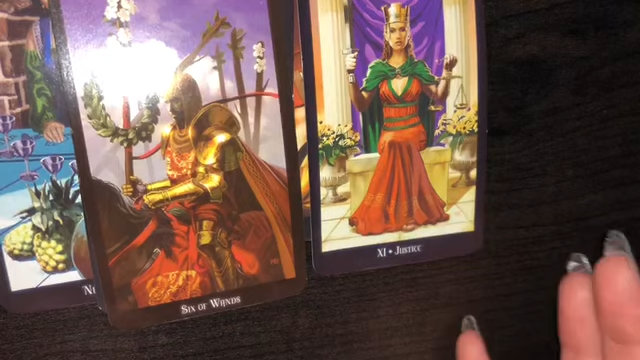 Six of Wands
XI • Justice